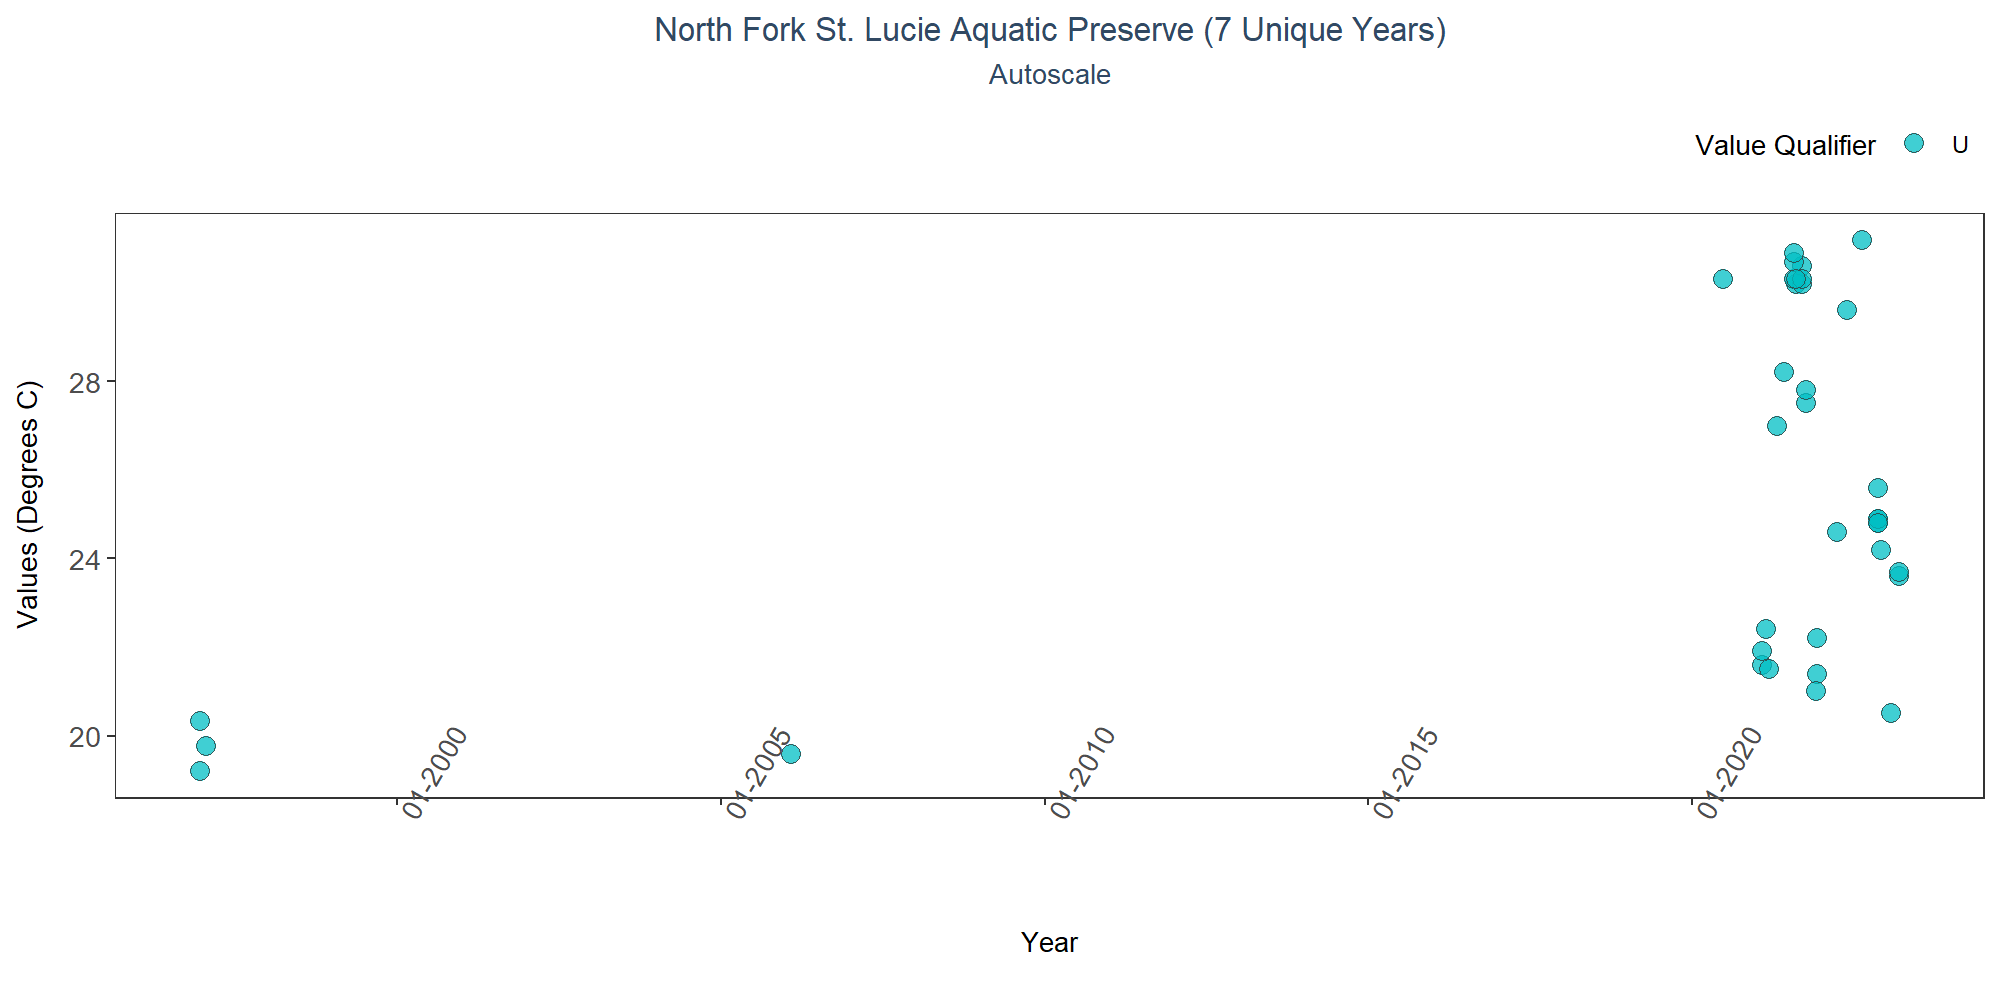 North Fork St. Lucie Aquatic Preserve (7 Unique Years)
Autoscale
Value Qualifier U
Values (Degrees C)
28
24
20
01-2000
01-2005
01-2010
01-2015
01-2020
Year